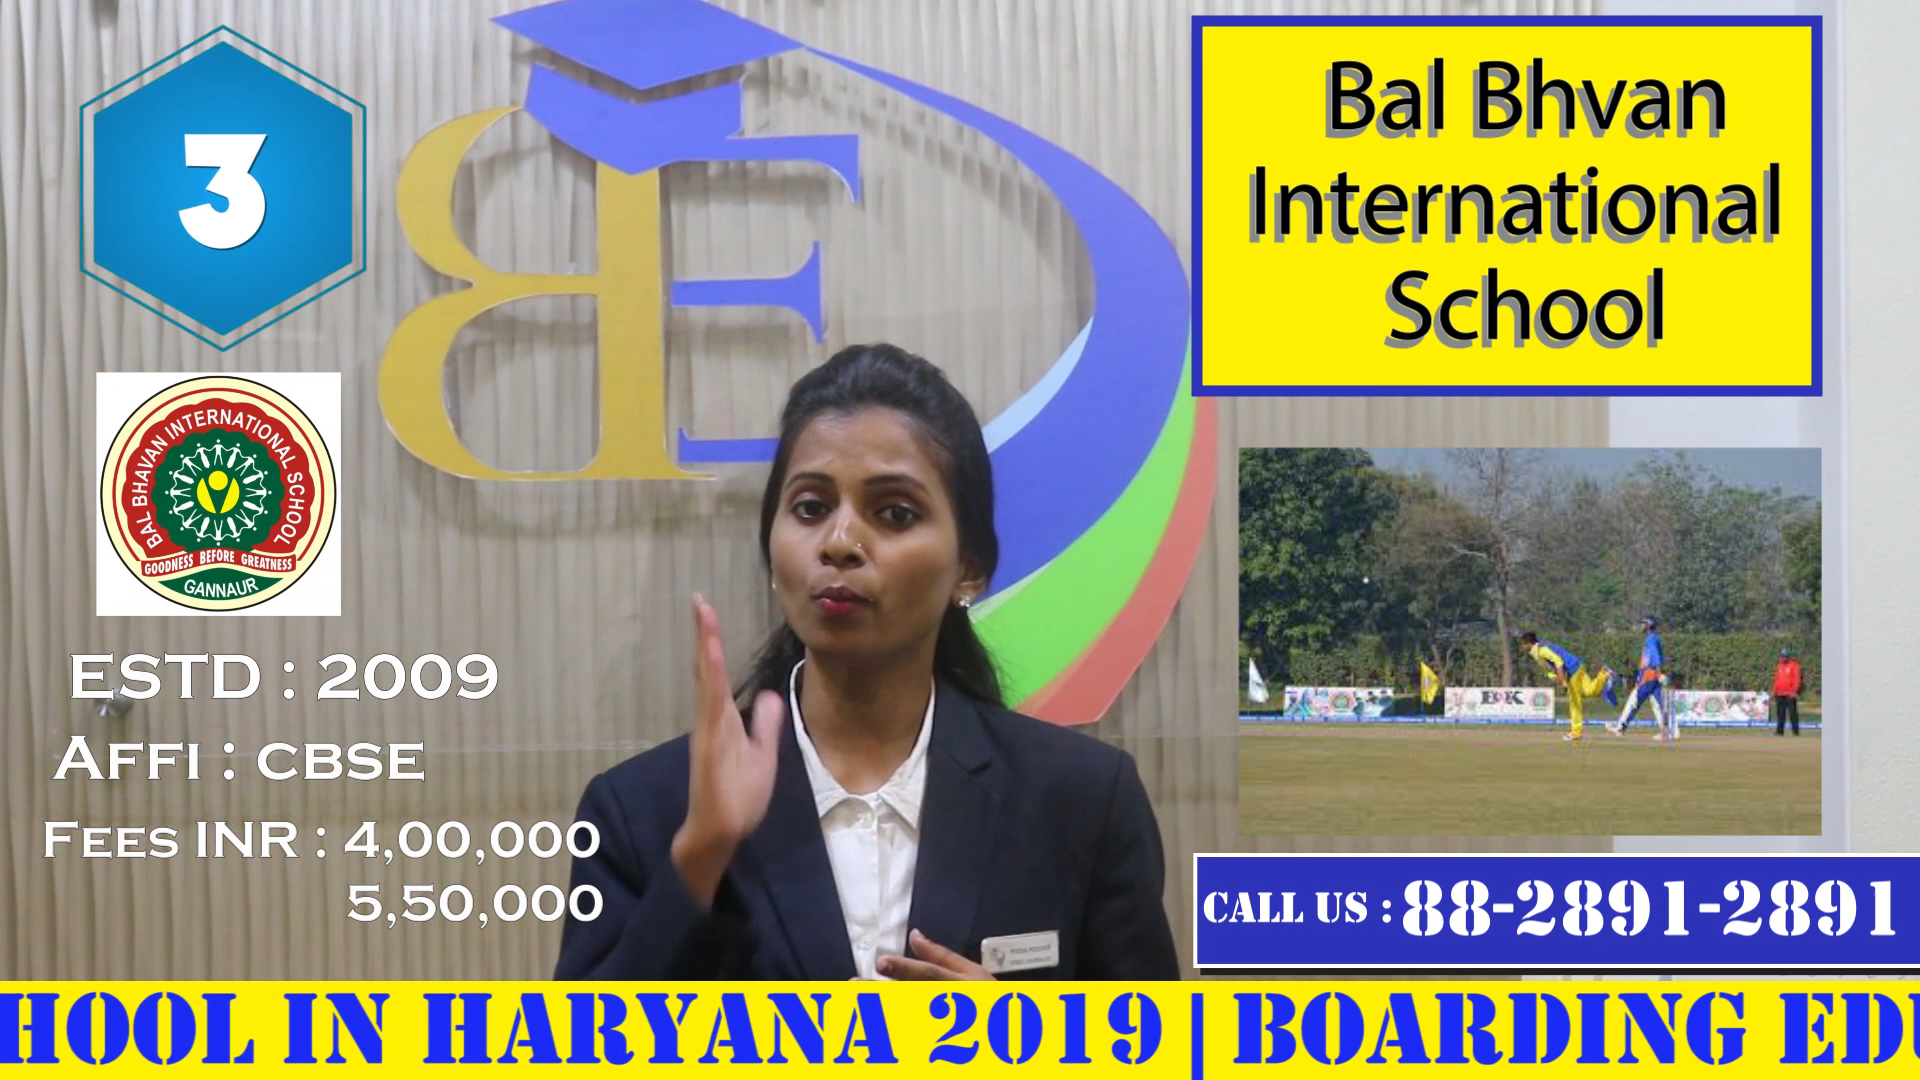 3
Bal Bhvan
International
School
BE
BAL BHAVAN INTERNATIONAL SCHOOL
GOODNESS BEFORE GREATNESS
GANNAUR
ESTD : 2009
AFFI : CBSE
FEES INR : 4,00,000
5,50,000
CALL US : 88-2891-2891
HOOL IN HARYANA 2019 | BOARDING EDU